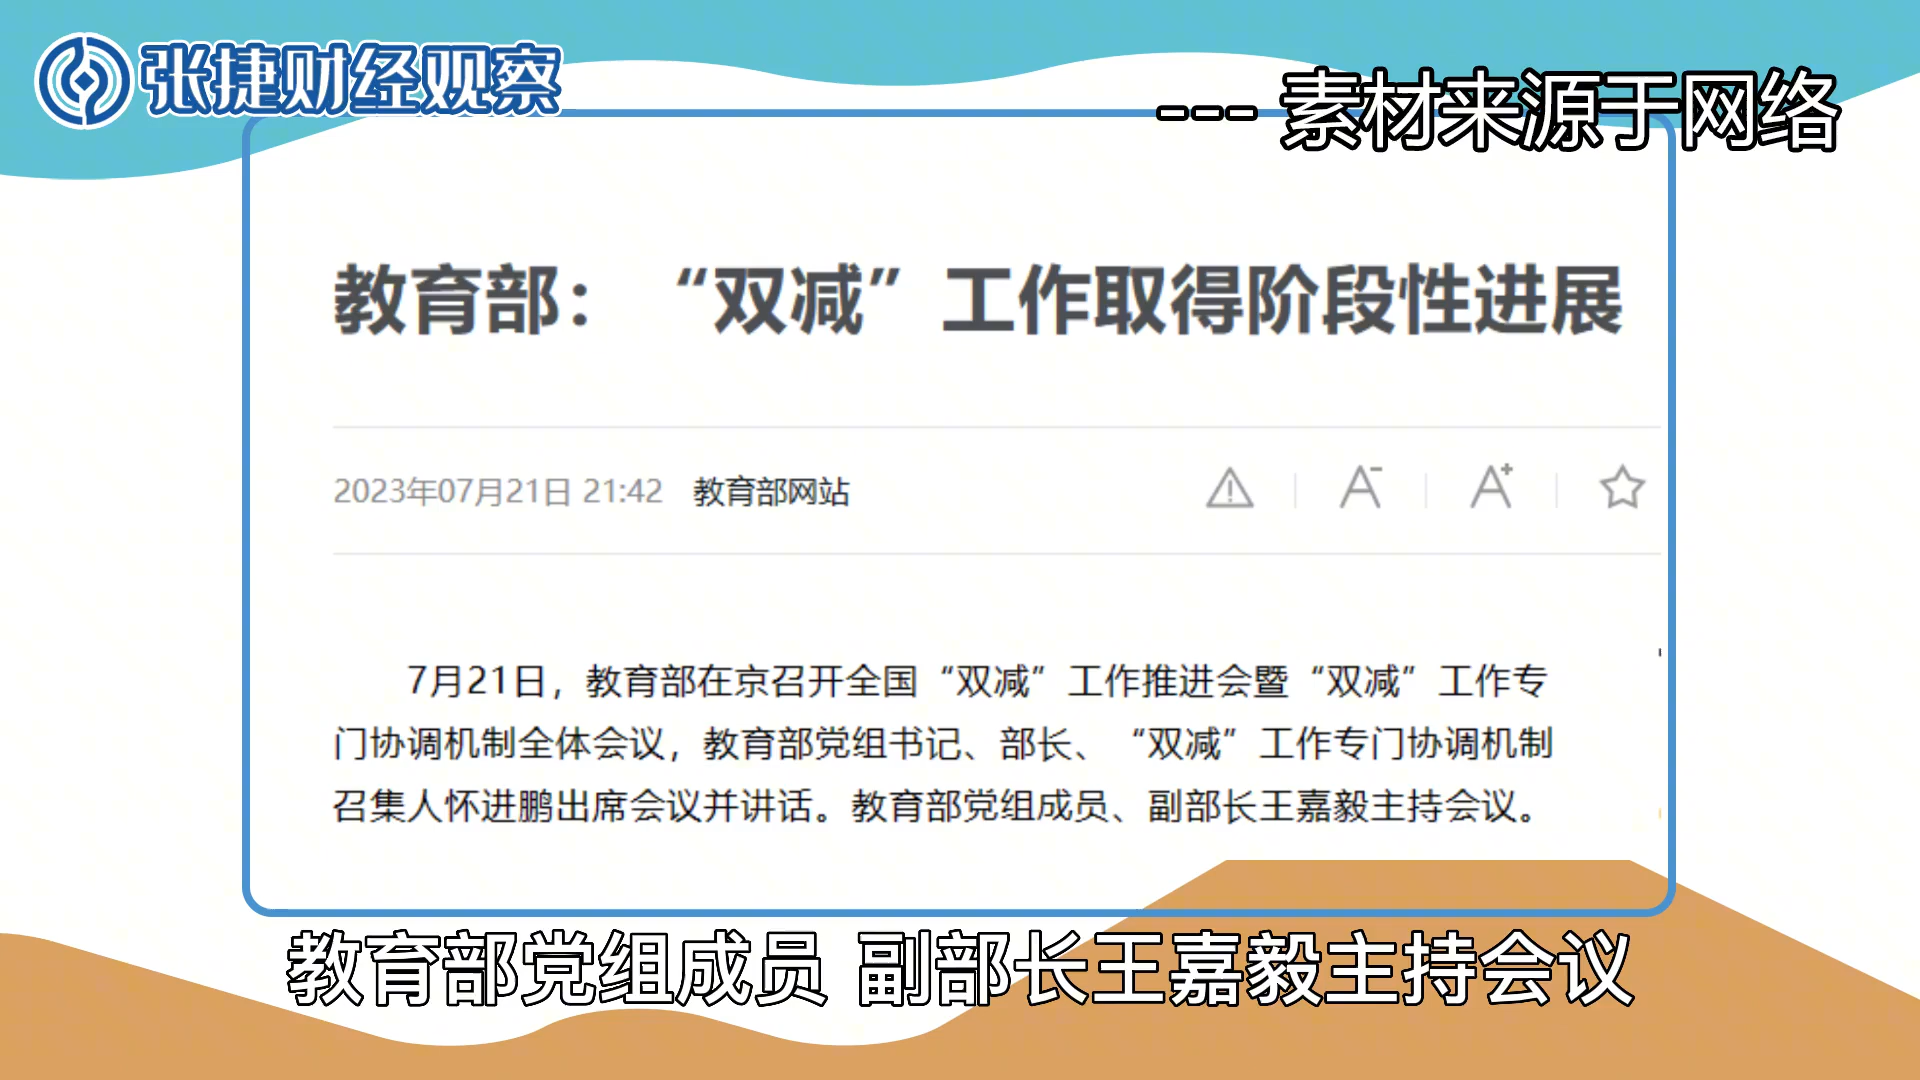 张捷财经观察
--- 素材来源于网络
教育部：“双减”工作取得阶段性进展
2023年07月21日 21:42 教育部网站
A- A+
7月21日，教育部在京召开全国“双减”工作推进会暨“双减”工作专
门协调机制全体会议，教育部党组书记、部长、“双减”工作专门协调机制
召集人怀进鹏出席会议并讲话。教育部党组成员、副部长王嘉毅主持会议。
教育部党组成员 副部长王嘉毅主持会议